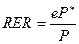 RER = eP*/P